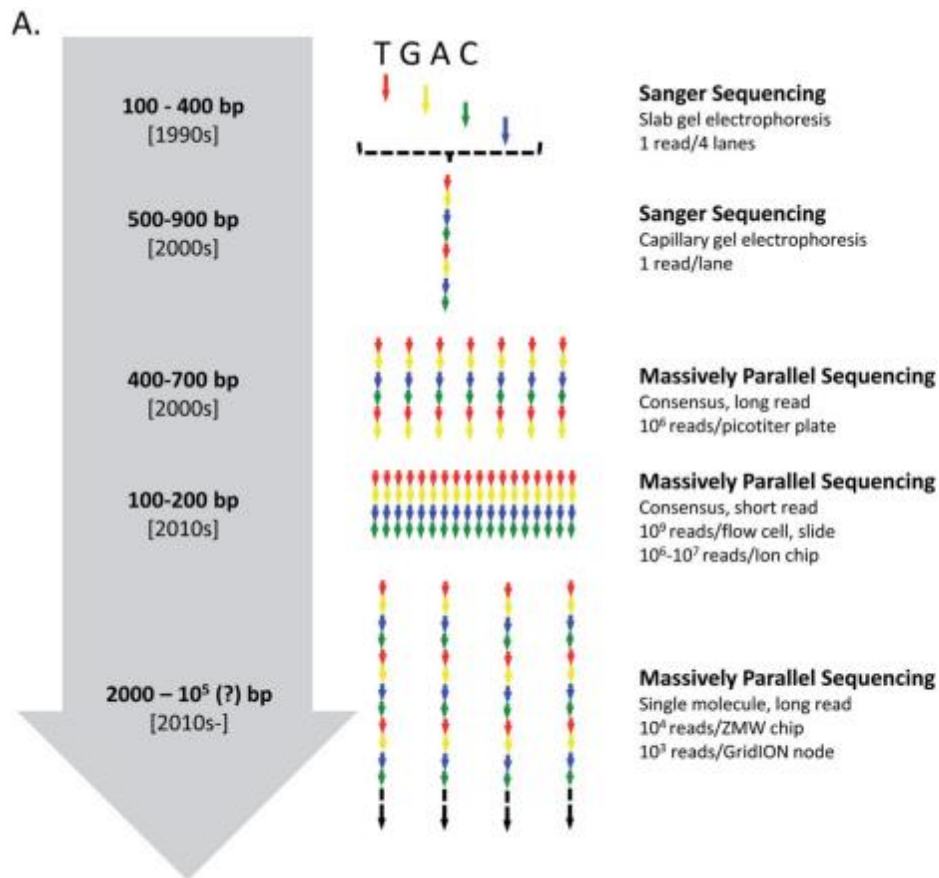 A.
T G A C
100 - 400 bp
[1990s]
Sanger Sequencing
Slab gel electrophoresis
1 read/4 lanes
500-900 bp
[2000s]
Sanger Sequencing
Capillary gel electrophoresis
1 read/lane
400-700 bp
[2000s]
Massively Parallel Sequencing
Consensus, long read
10⁶ reads/picotiter plate
100-200 bp
[2010s]
Massively Parallel Sequencing
Consensus, short read
10⁹ reads/flow cell, slide
10⁶-10⁷ reads/Ion chip
2000 – 10⁵ (?) bp
[2010s-]
Massively Parallel Sequencing
Single molecule, long read
10⁴ reads/ZMW chip
10³ reads/GridION node